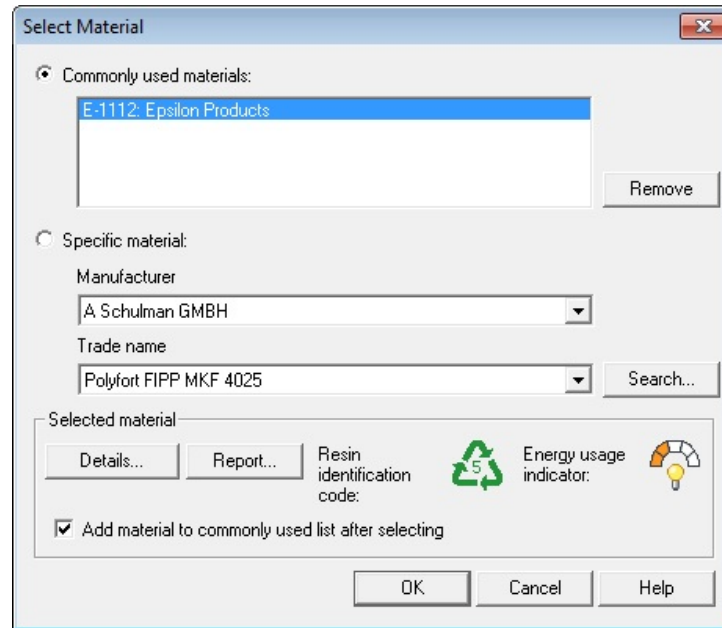 Select Material
Commonly used materials:
E-1112: Epsilon Products
Remove
Specific material:
Manufacturer
A Schulman GMBH
Trade name
Polyfort FIPP MKF 4025
Search...
Selected material
Details...
Report...
Resin
identification
code:
5
Energy usage
indicator:
Add material to commonly used list after selecting
OK
Cancel
Help